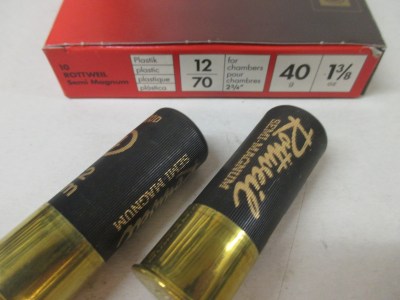 10
ROTTWEIL
Semi-Magnum
Plastik
plastic
plastique
plástico
12
70
for
chambers
pour
chambres
2¾"
40
g
1⅜
oz
SEMI-MAGNUM
Rottweil
SEMI-MAGNUM